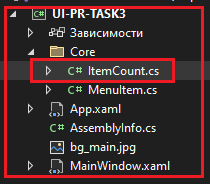 UI-PR-TASK3
Зависимости
Core
C# ItemCount.cs
C# MenuItem.cs
App.xaml
C# AssemblyInfo.cs
bg_main.jpg
MainWindow.xaml